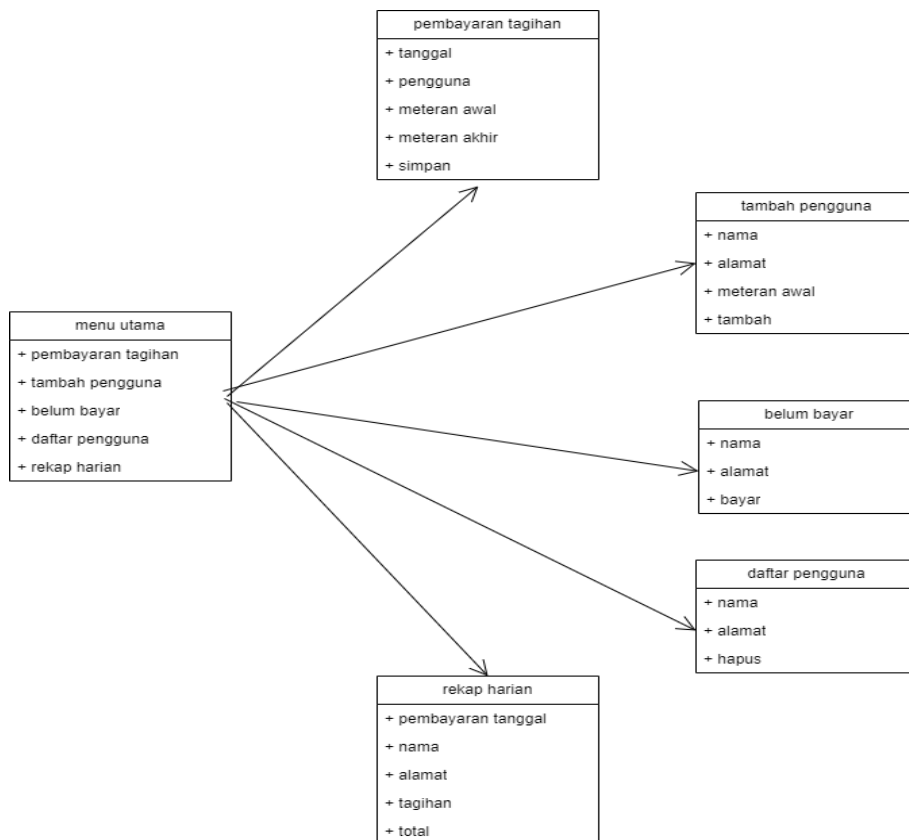 pembayaran tagihan
+ tanggal
+ pengguna
+ meteran awal
+ meteran akhir
+ simpan
tambah pengguna
+ nama
+ alamat
+ meteran awal
+ tambah
menu utama
+ pembayaran tagihan
+ tambah pengguna
+ belum bayar
+ daftar pengguna
+ rekap harian
belum bayar
+ nama
+ alamat
+ bayar
daftar pengguna
+ nama
+ alamat
+ hapus
rekap harian
+ pembayaran tanggal
+ nama
+ alamat
+ tagihan
+ total